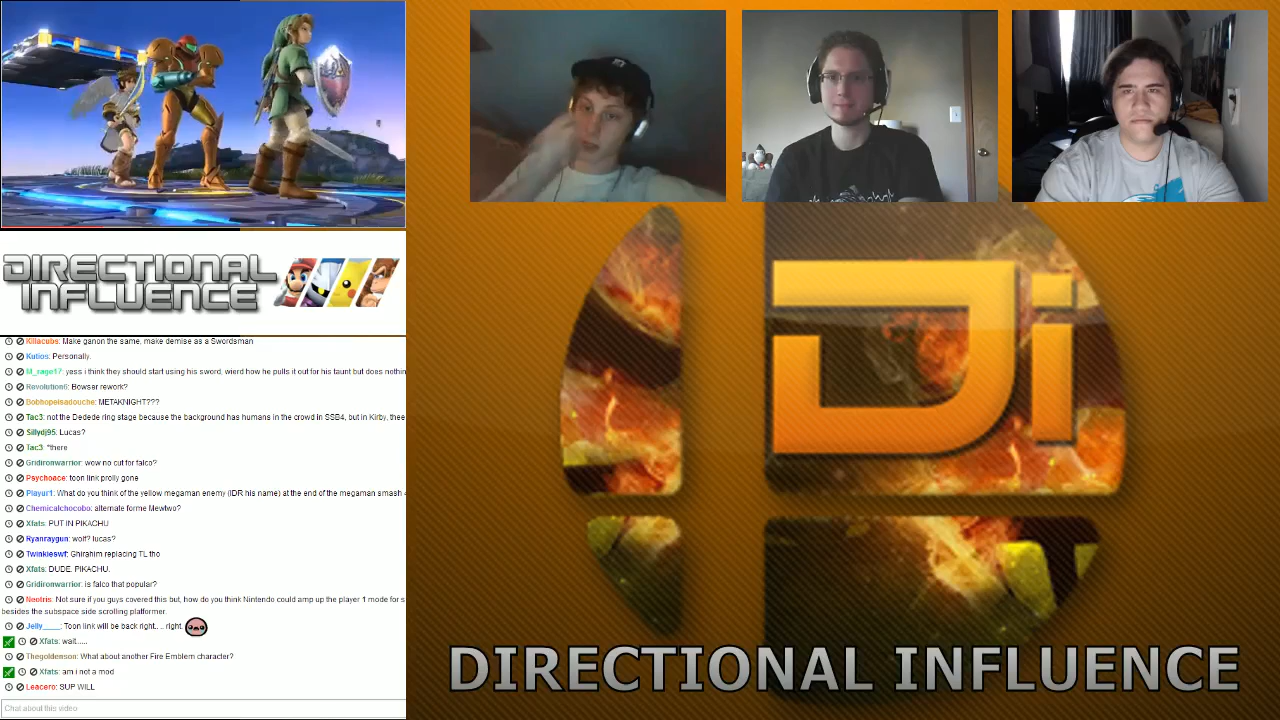 DIRECTIONAL
INFLUENCE
Killacubs: Make ganon the same, make demise as a Swordsman
Kutios: Personally.
lil_rage17: yess i think they should start using his sword, wierd how he pulls it out for his taunt but does nothin
Revolution6: Bowser rework?
Bobhopeisadouche: METAKNIGHT???
Tac3: not the Dedede ring stage because the background has humans in the crowd in SSB4, but in Kirby, thee
Sillydj95: Lucas?
Tac3: *there
Gridironwarrior: wow no cut for falco?
Psychoace: toon link prolly gone
Playur1: What do you think of the yellow megaman enemy (IDR his name) at the end of the megaman smash
Chemicalchocobo: alternate forme Mewtwo?
Xfats: PUT IN PIKACHU
Ryanraygun: wolf? lucas?
Twinkieswf: Ghirahim replacing TL tho
Xfats: DUDE. PIKACHU.
Gridironwarrior: is falco that popular?
Neotris: Not sure if you guys covered this but, how do you think Nintendo could amp up the player 1 mode for s
besides the subspace side scrolling platformer.
Jelly____: Toon link will be back right.... right.
Xfats: wait.....
Thegoldenson: What about another Fire Emblem character?
Xfats: am i not a mod
Leacero: SUP WILL
Chat about this video
Di
DIRECTIONAL INFLUENCE